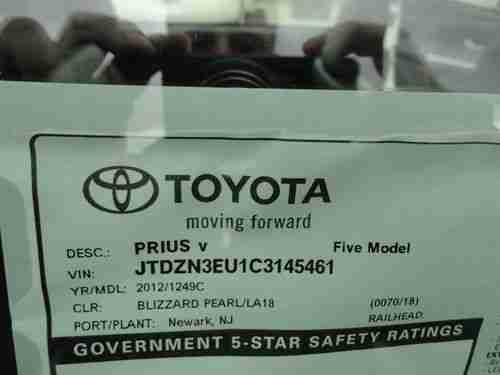 TOYOTA
moving forward
DESC.: PRIUS v Five Model
VIN: JTDZN3EU1C3145461
YR/MDL: 2012/1249C
CLR: BLIZZARD PEARL/LA18 (0070/18)
PORT/PLANT: Newark, NJ RAILHEAD:
GOVERNMENT 5-STAR SAFETY RATINGS